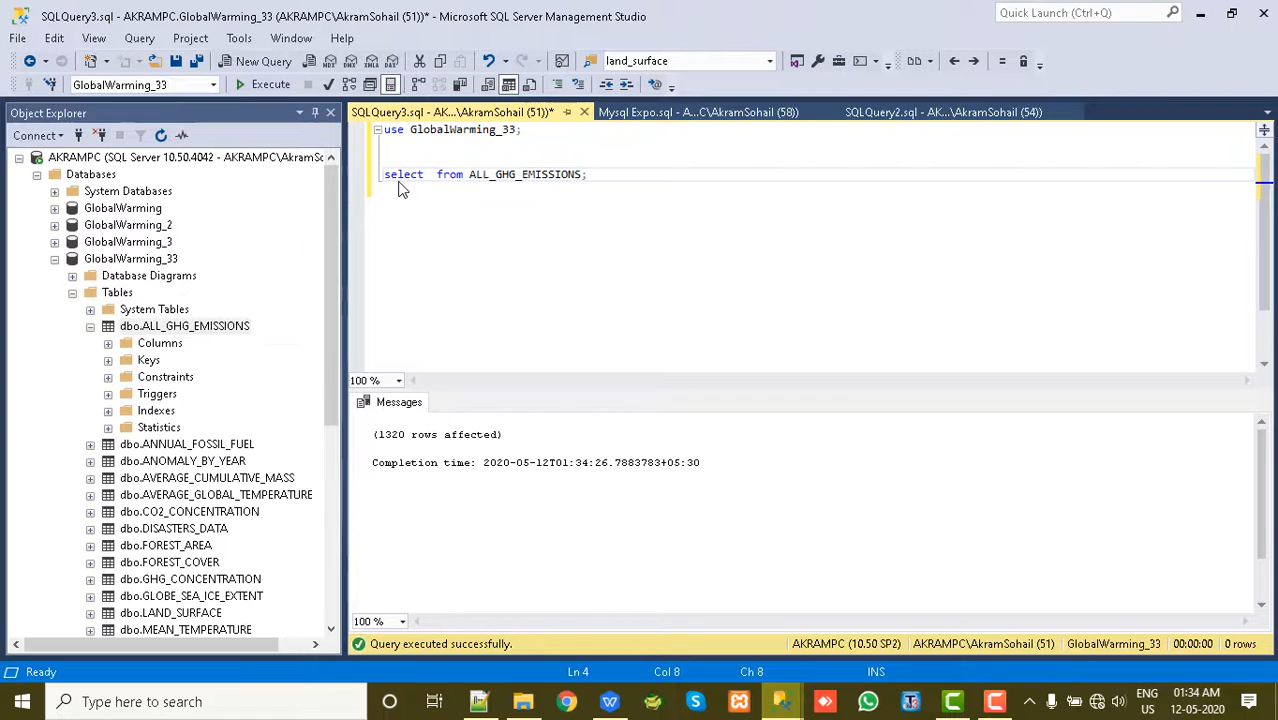 SQLQuery3.sql - AKRAMPC.GlobalWarming_33 (AKRAMPC\AkramSohail (51))* - Microsoft SQL Server Management Studio
Quick Launch (Ctrl+Q)
File Edit View Query Project Tools Window Help
New Query
MDX DMX XMLA DAX
land_surface
GlobalWarming_33
Execute
Object Explorer
SQLQuery3.sql - AK...\AkramSohail (51))*
Mysql Expo.sql - A...C\AkramSohail (58))
SQLQuery2.sql - AK...\AkramSohail (54))
Connect
use GlobalWarming_33;
select  from ALL_GHG_EMISSIONS;
AKRAMPC (SQL Server 10.50.4042 - AKRAMPC\AkramSc
Databases
System Databases
GlobalWarming
GlobalWarming_2
GlobalWarming_3
GlobalWarming_33
Database Diagrams
Tables
System Tables
dbo.ALL_GHG_EMISSIONS
Columns
Keys
Constraints
Triggers
Indexes
Statistics
dbo.ANNUAL_FOSSIL_FUEL
dbo.ANOMALY_BY_YEAR
dbo.AVERAGE_CUMULATIVE_MASS
dbo.AVERAGE_GLOBAL_TEMPERATURE
dbo.CO2_CONCENTRATION
dbo.DISASTERS_DATA
dbo.FOREST_AREA
dbo.FOREST_COVER
dbo.GHG_CONCENTRATION
dbo.GLOBE_SEA_ICE_EXTENT
dbo.LAND_SURFACE
dbo.MEAN_TEMPERATURE
100 %
Messages
(1320 rows affected)
Completion time: 2020-05-12T01:34:26.7883783+05:30
100 %
Query executed successfully.
AKRAMPC (10.50 SP2)
AKRAMPC\AkramSohail (51)
GlobalWarming_33
00:00:00
0 rows
Ready
Ln 4
Col 8
Ch 8
INS
Type here to search
ENG
US
01:34 AM
12-05-2020